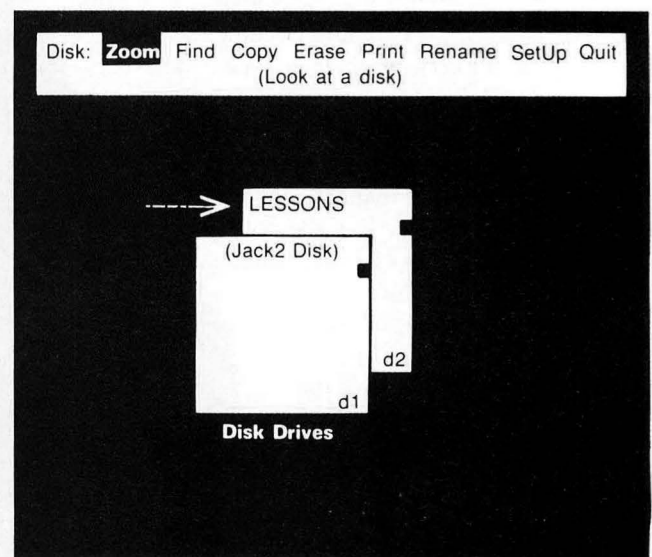 Disk: Zoom Find Copy Erase Print Rename SetUp Quit
(Look at a disk)
LESSONS
(Jack2 Disk)
d2
d1
Disk Drives